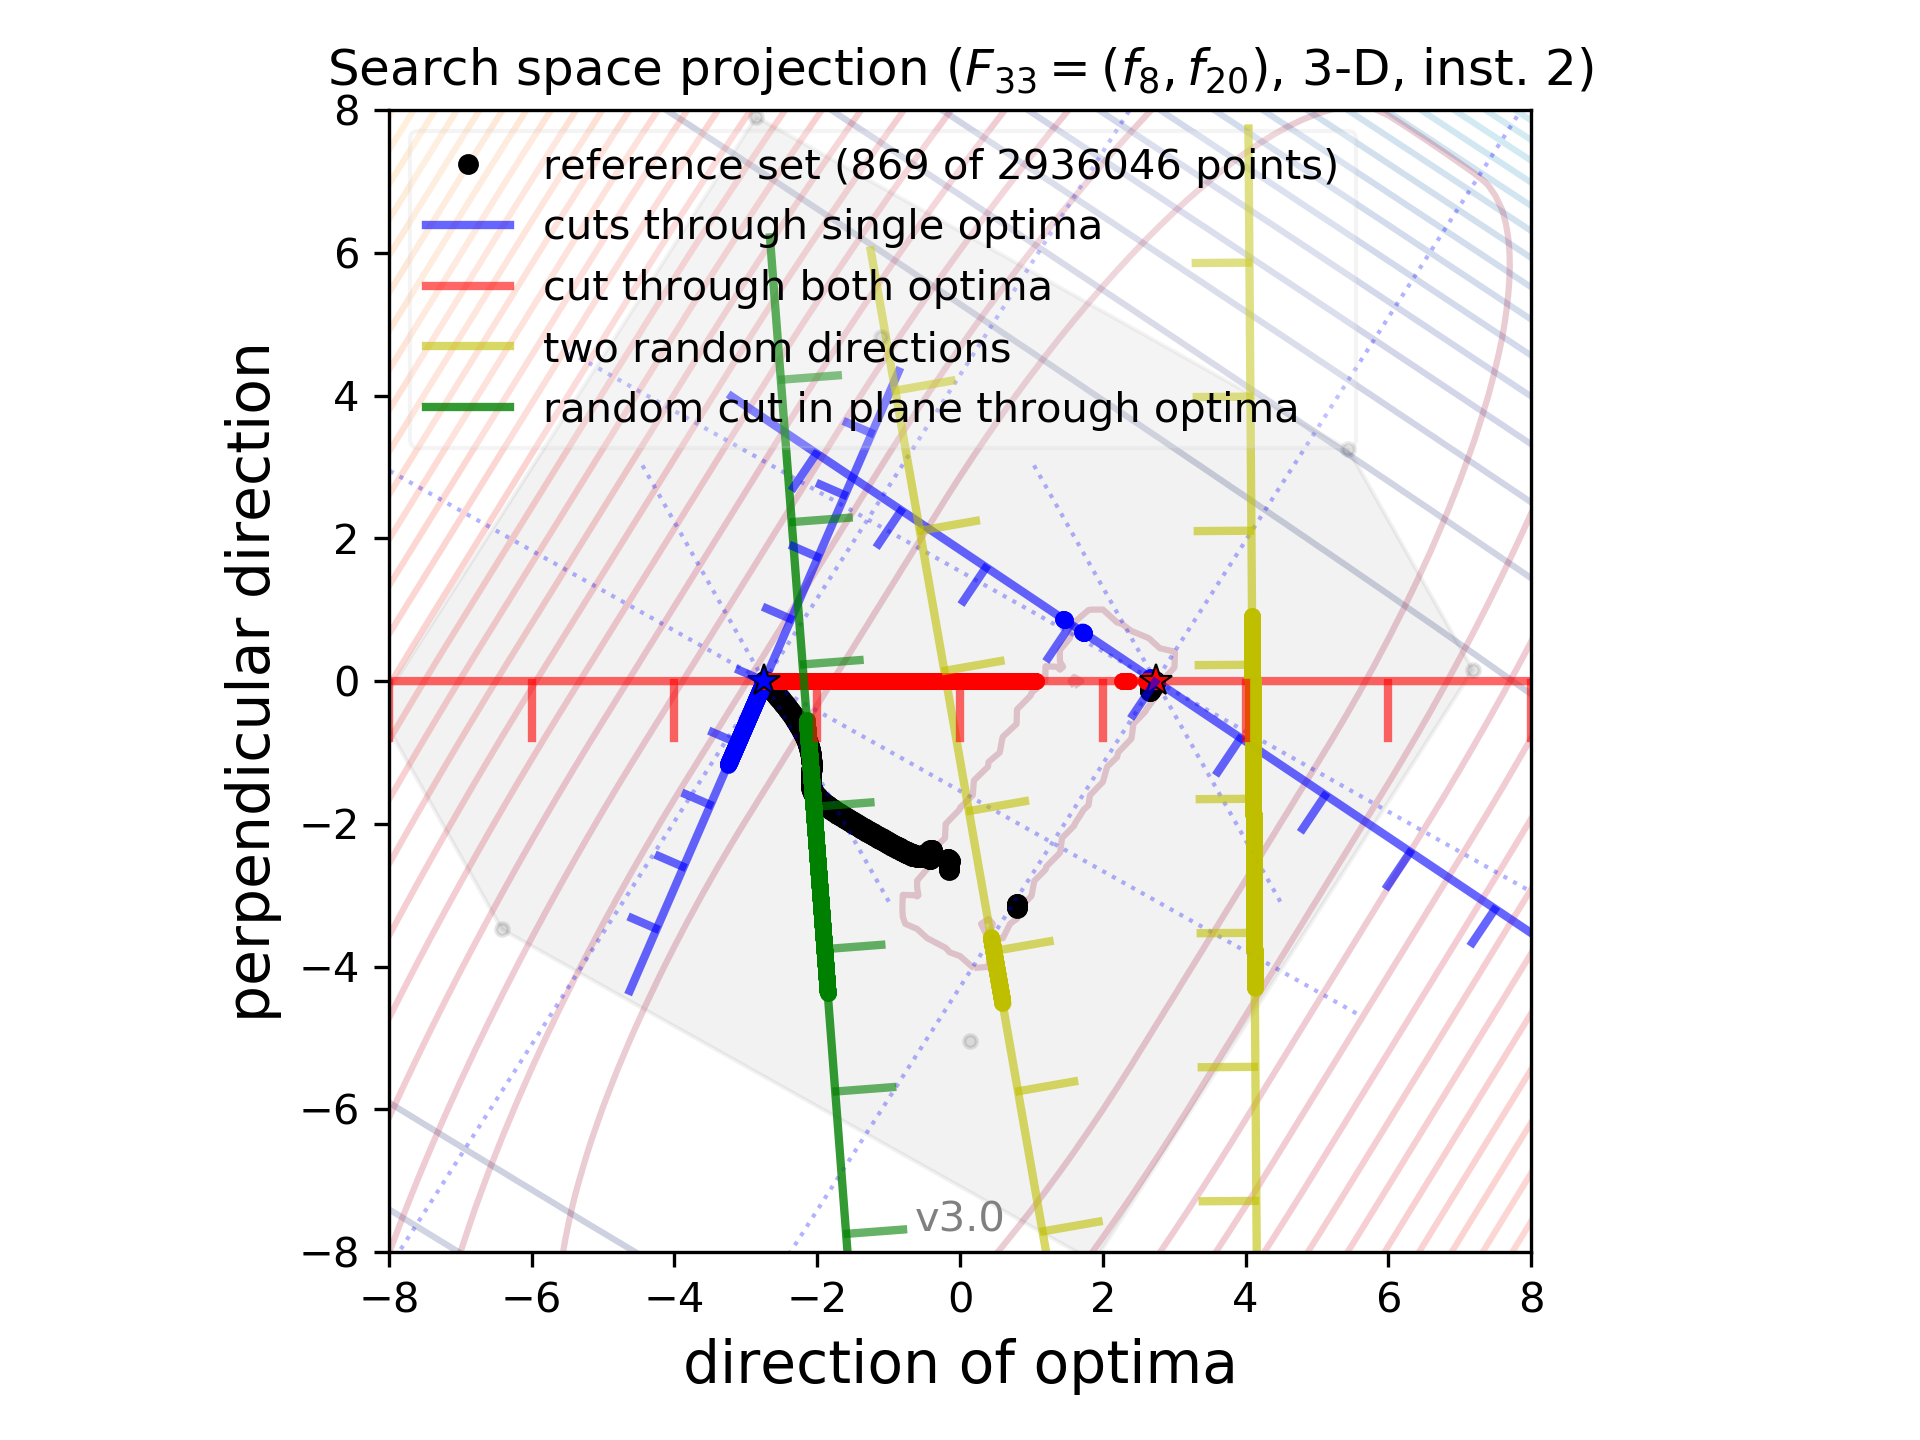 Search space projection (F33 = (f8, f20), 3-D, inst. 2)
reference set (869 of 2936046 points)
cuts through single optima
cut through both optima
two random directions
random cut in plane through optima
perpendicular direction
8
6
4
2
0
−2
−4
−6
−8
v3.0
−8 −6 −4 −2 0 2 4 6 8
direction of optima